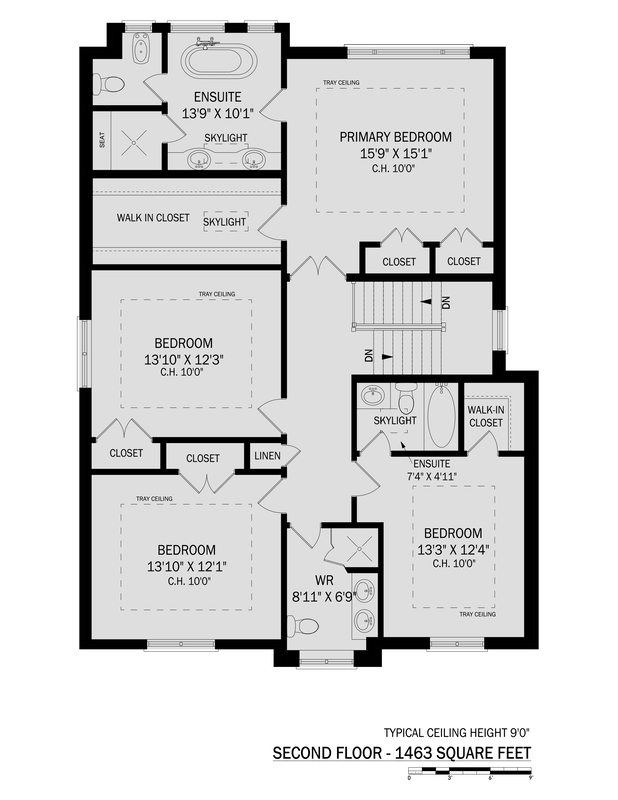 TRAY CEILING
ENSUITE
13'9" X 10'1"
SKYLIGHT
SEAT
PRIMARY BEDROOM
15'9" X 15'1"
C.H. 10'0"
WALK IN CLOSET
SKYLIGHT
CLOSET
CLOSET
TRAY CEILING
BEDROOM
13'10" X 12'3"
C.H. 10'0"
DN
DN
CLOSET
CLOSET
LINEN
SKYLIGHT
WALK-IN
CLOSET
ENSUITE
7'4" X 4'11"
TRAY CEILING
BEDROOM
13'10" X 12'1"
C.H. 10'0"
BEDROOM
13'3" X 12'4"
C.H. 10'0"
TRAY CEILING
WR
8'11" X 6'9"
TYPICAL CEILING HEIGHT 9'0"
SECOND FLOOR - 1463 SQUARE FEET
0 3' 6' 9'